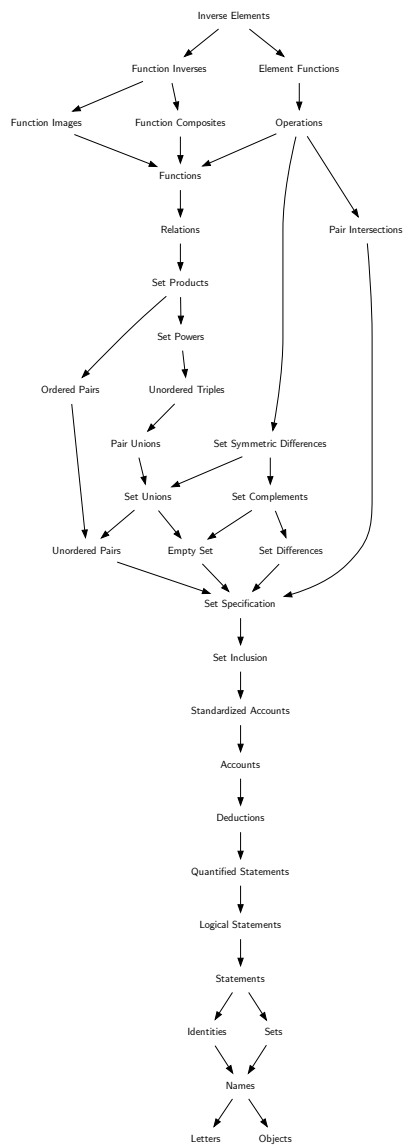 Inverse Elements
Function Inverses
Element Functions
Function Images
Function Composites
Operations
Functions
Relations
Pair Intersections
Set Products
Set Powers
Ordered Pairs
Unordered Triples
Pair Unions
Set Symmetric Differences
Set Unions
Set Complements
Unordered Pairs
Empty Set
Set Differences
Set Specification
Set Inclusion
Standardized Accounts
Accounts
Deductions
Quantified Statements
Logical Statements
Statements
Identities
Sets
Names
Letters
Objects